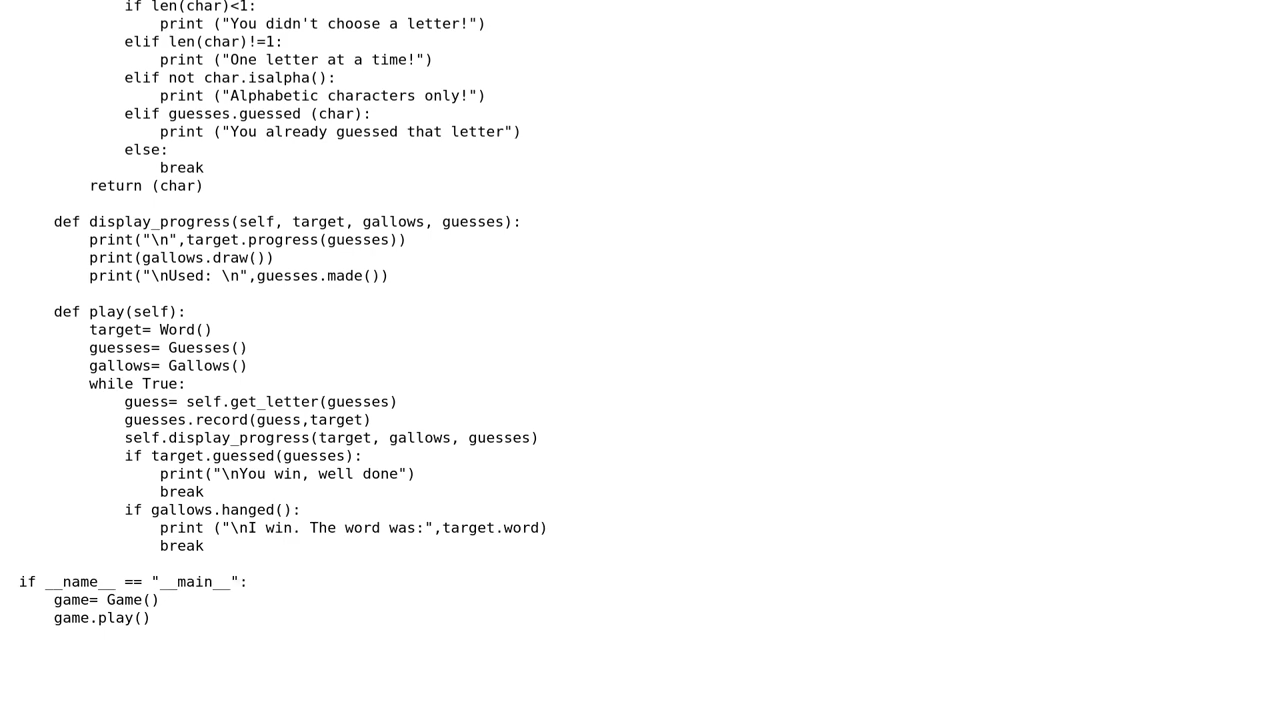 if len(char)<1:
                print ("You didn't choose a letter!")
            elif len(char)!=1:
                print ("One letter at a time!")
            elif not char.isalpha():
                print ("Alphabetic characters only!")
            elif guesses.guessed (char):
                print ("You already guessed that letter")
            else:
                break
        return (char)

    def display_progress(self, target, gallows, guesses):
        print("\n",target.progress(guesses))
        print(gallows.draw())
        print("\nUsed: \n",guesses.made())

    def play(self):
        target= Word()
        guesses= Guesses()
        gallows= Gallows()
        while True:
            guess= self.get_letter(guesses)
            guesses.record(guess,target)
            self.display_progress(target, gallows, guesses)
            if target.guessed(guesses):
                print("\nYou win, well done")
                break
            if gallows.hanged():
                print ("\nI win. The word was:",target.word)
                break

if __name__ == "__main__":
    game= Game()
    game.play()